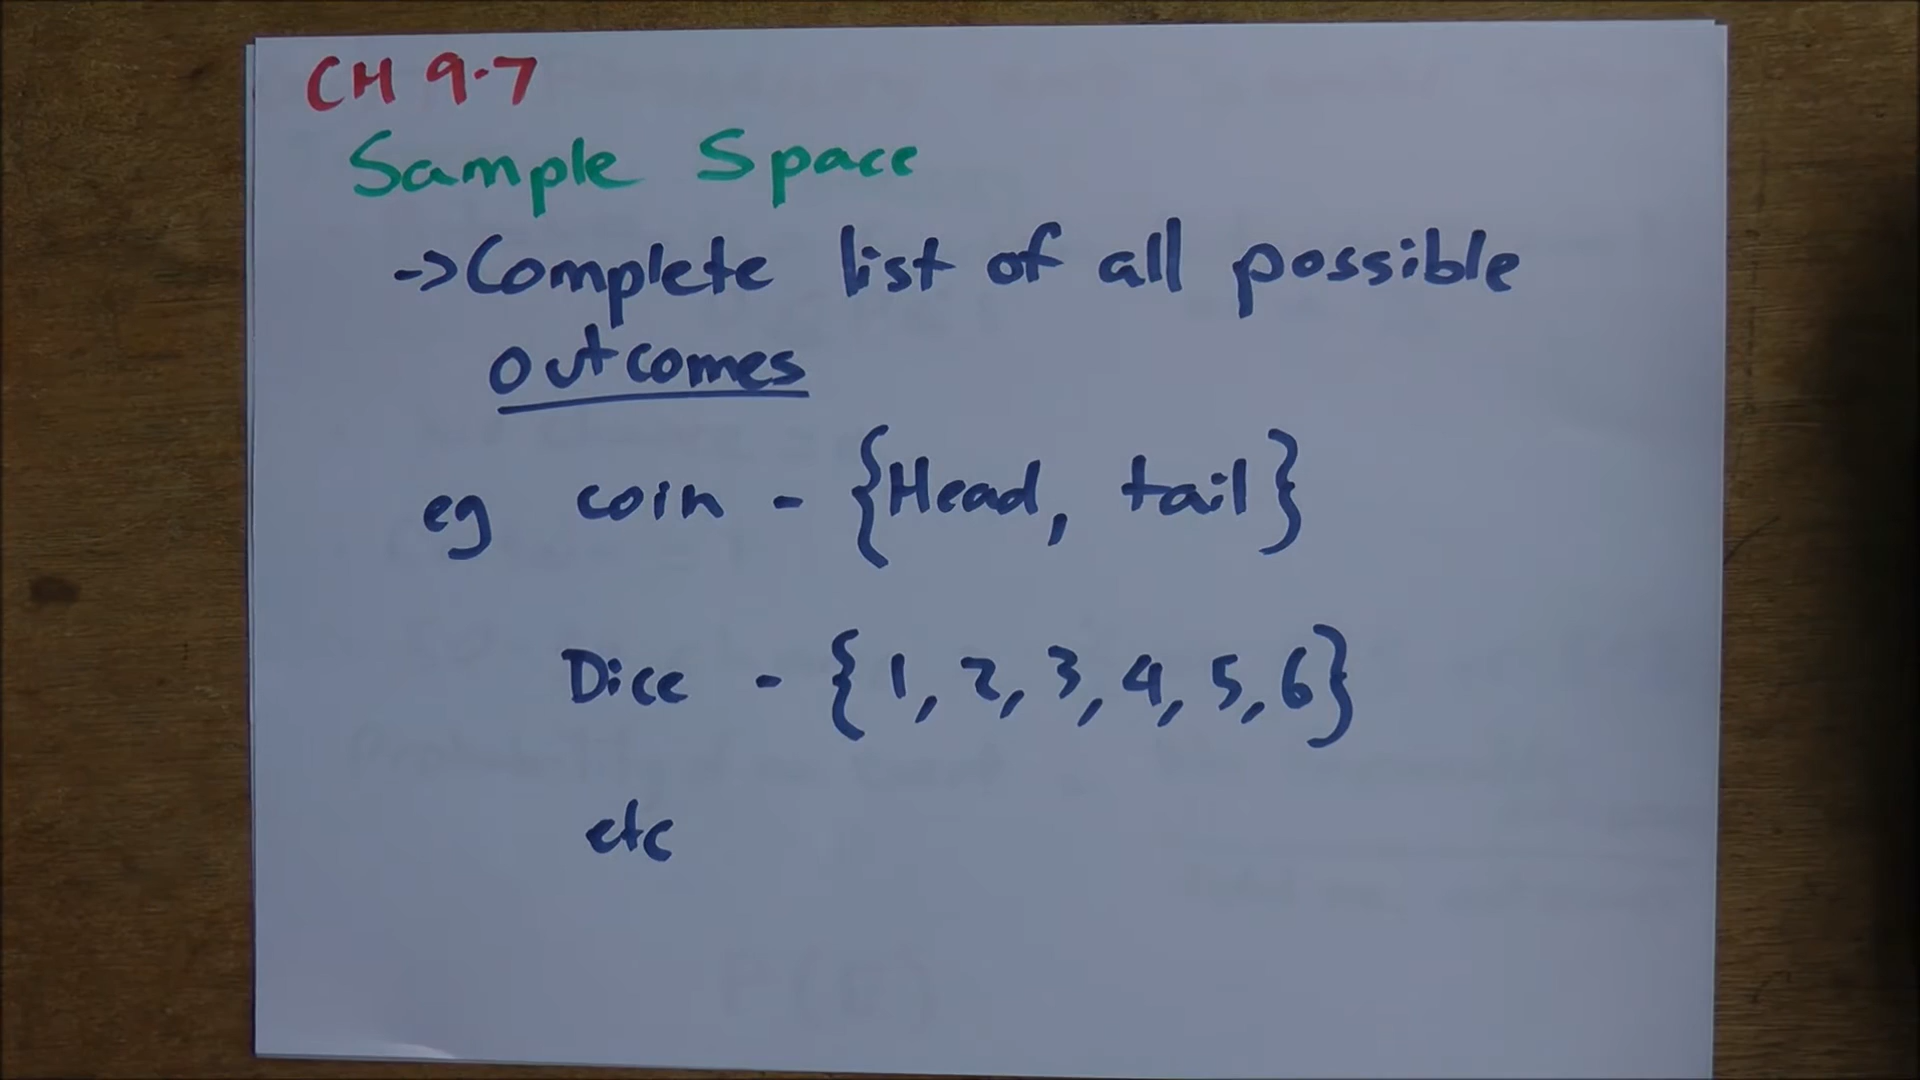 CH 9.7
Sample Space
->Complete list of all possible
outcomes
eg coin - {Head, tail}
Dice - {1, 2, 3, 4, 5, 6}
etc